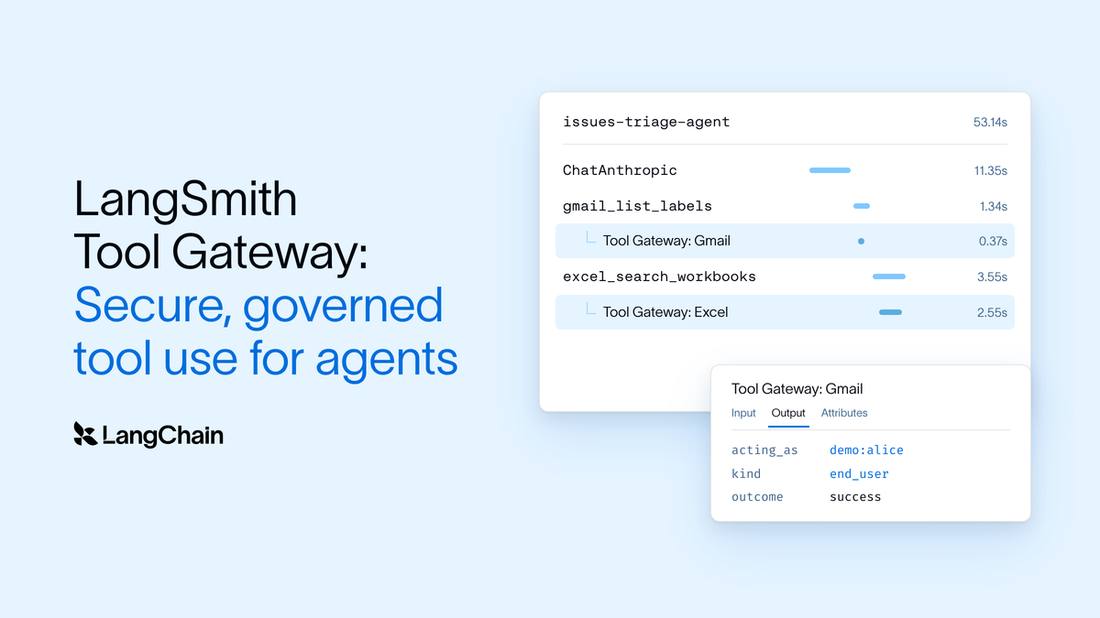 LangSmith
Tool Gateway:
Secure, governed
tool use for agents
LangChain
issues-triage-agent 53.14s
ChatAnthropic 11.35s
gmail_list_labels 1.34s
Tool Gateway: Gmail 0.37s
excel_search_workbooks 3.55s
Tool Gateway: Excel 2.55s
Tool Gateway: Gmail
Input Output Attributes
acting_as demo:alice
kind end_user
outcome success